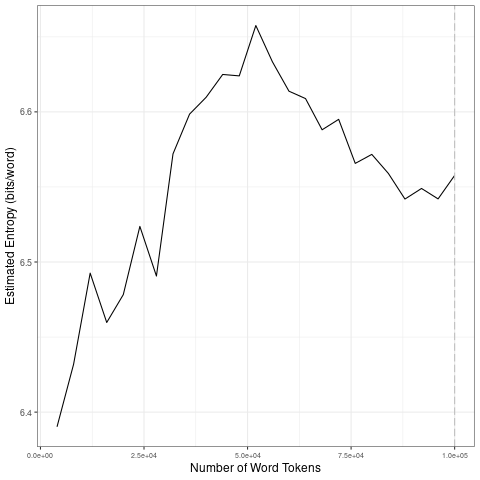 Estimated Entropy (bits/word)
6.6
6.5
6.4
0.0e+00 2.5e+04 5.0e+04 7.5e+04 1.0e+05
Number of Word Tokens